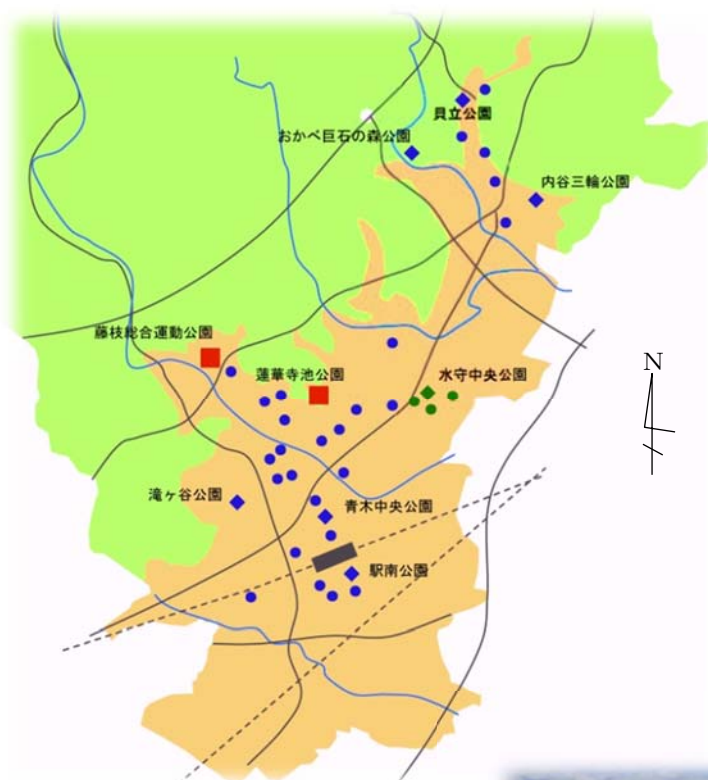 貝立公園
おかべ巨石の森公園
内谷三輪公園
藤枝総合運動公園
蓮華寺池公園
水守中央公園
N
滝ヶ谷公園
青木中央公園
駅南公園